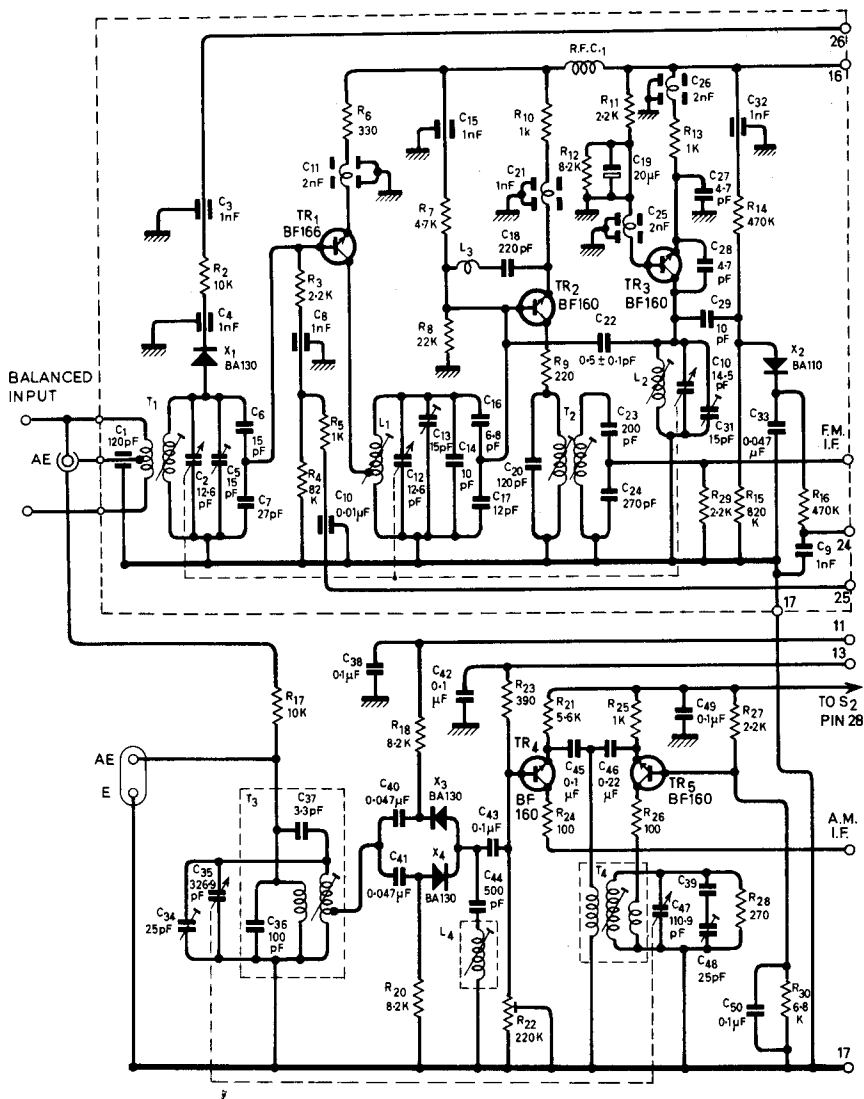 26
16
R.F.C.1
R6
330
C15
1nF
R10
1k
R11
2.2K
C26
2nF
C32
1nF
R13
1K
C11
2nF
R12
8.2K
C19
20µF
C21
1nF
C27
4.7
pF
C3
1nF
R7
4.7K
C18
220pF
C25
2nF
R14
470K
TR1
BF166
L3
C28
4.7
pF
R2
10K
R3
2.2K
TR2
BF160
TR3
BF160
C4
1nF
C8
1nF
R8
22K
C22
0.5±0.1pF
C29
10
pF
X1
BA130
X2
BA110
R9
220
L2
C10
14.5
pF
BALANCED
INPUT
T1
C6
15
pF
R5
1K
L1
C13
15pF
C16
6.8
pF
T2
C23
200
pF
C31
15pF
C33
0.047
µF
F.M.
I.F.
C1
120pF
AE
C2
12.6
pF
C5
15
pF
C7
27pF
R4
82
K
C10
0.01µF
C12
12.6
pF
C14
10
pF
C17
12pF
C20
120
pF
C24
270pF
R29
2.2K
R15
820
K
R16
470K
24
C9
1nF
25
17
11
13
C38
0.1µF
C42
0.1
µF
R23
390
R21
5.6K
R25
1K
C49
0.1µF
R27
2.2K
TO S2
PIN 28
R17
10K
R18
8.2K
TR4
BF
160
C45
0.1
µF
C46
0.22
µF
TR5
BF160
AE
E
C40
0.047µF
X3
BA130
C43
0.1µF
R24
100
R26
100
A.M.
I.F.
T3
C37
3.3pF
C41
0.047µF
X4
BA130
C44
500
pF
T4
C39
C35
326.9
pF
C34
25pF
C36
100
pF
L4
C47
110.9
pF
C48
25pF
R28
270
R20
8.2K
R22
220K
C50
0.1µF
R30
6.8
K
17